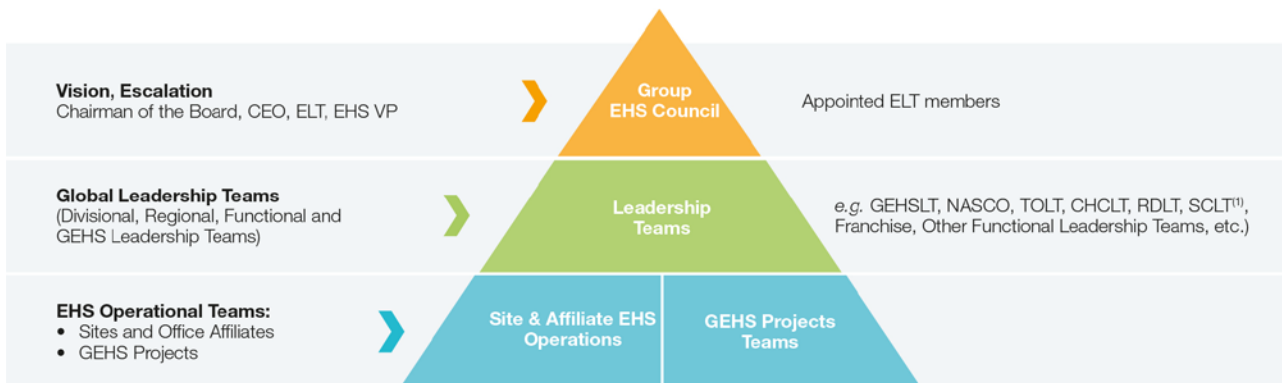 Vision, Escalation
Chairman of the Board, CEO, ELT, EHS VP
Group
EHS Council
Appointed ELT members
Global Leadership Teams
(Divisional, Regional, Functional and
GEHS Leadership Teams)
Leadership
Teams
e.g. GEHSLT, NASCO, TOLT, CHCLT, RDLT, SCLT(1),
Franchise, Other Functional Leadership Teams, etc.)
EHS Operational Teams:
• Sites and Office Affiliates
• GEHS Projects
Site & Affiliate EHS
Operations
GEHS Projects
Teams